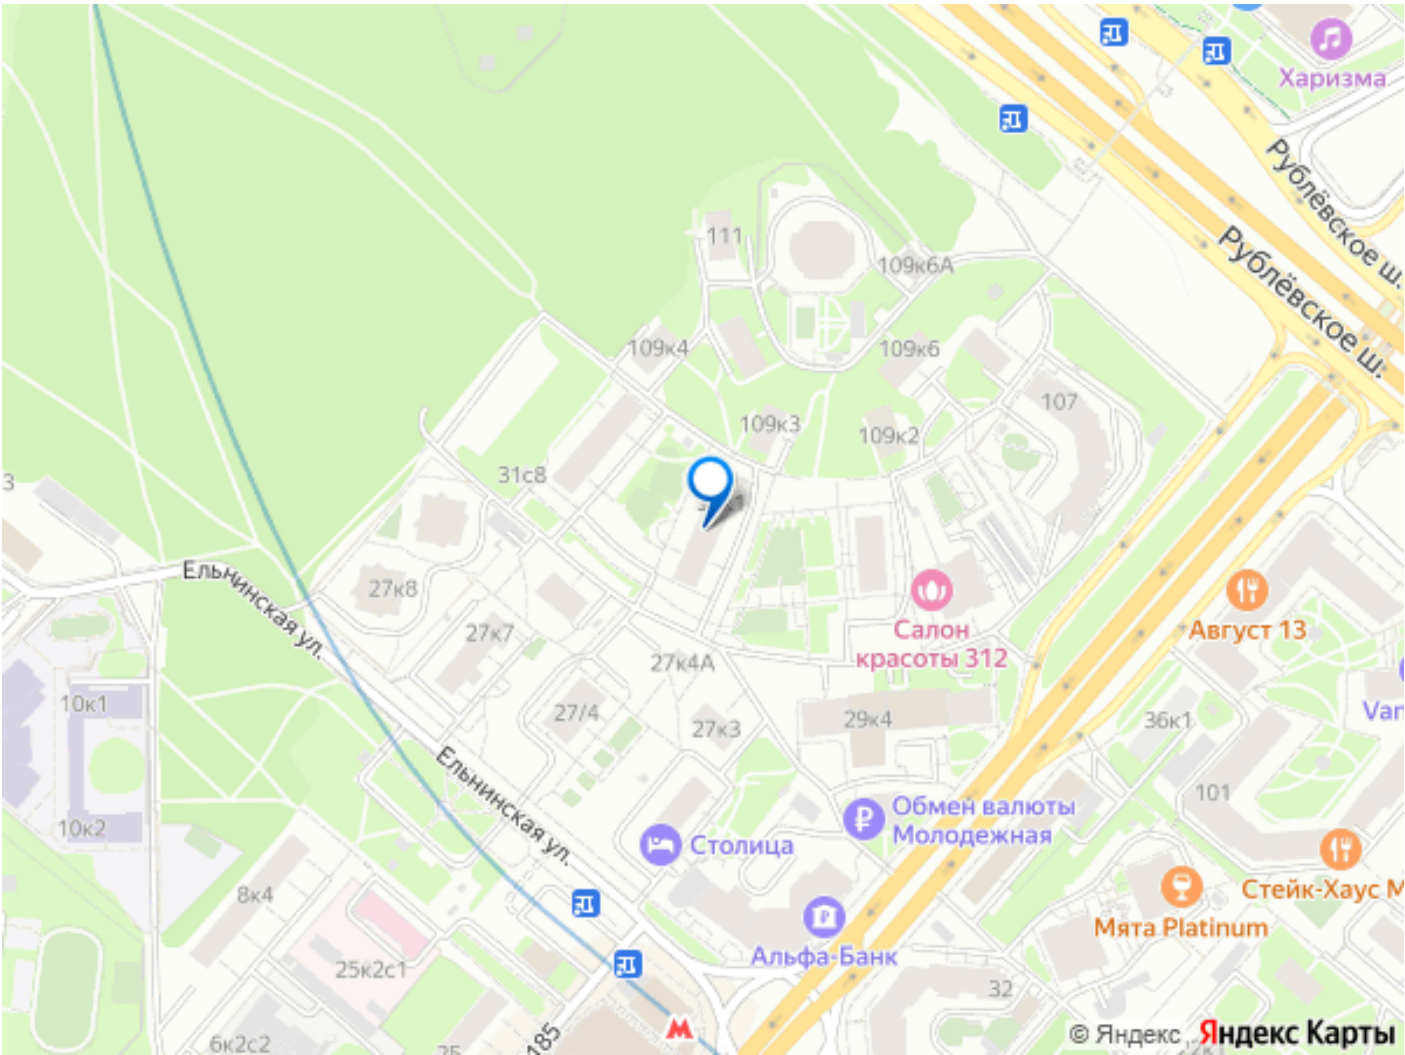 Харизма
Рублёвское ш.
Рублёвское ш.
111
109к6А
109к4
109к6
107
109к3
109к2
31с8
3
Ельнинская ул.
27к8
27к7
Салон
красоты 312
Август 13
27к4А
10к1
27/4
27к3
29к4
36к1
Ельнинская ул.
101
Обмен валюты
Молодежная
10к2
Столица
8к4
Стейк-Хаус М
Мята Platinum
Альфа-Банк
25к2с1
32
185
6к2с2
25
© Яндекс
Яндекс Карты